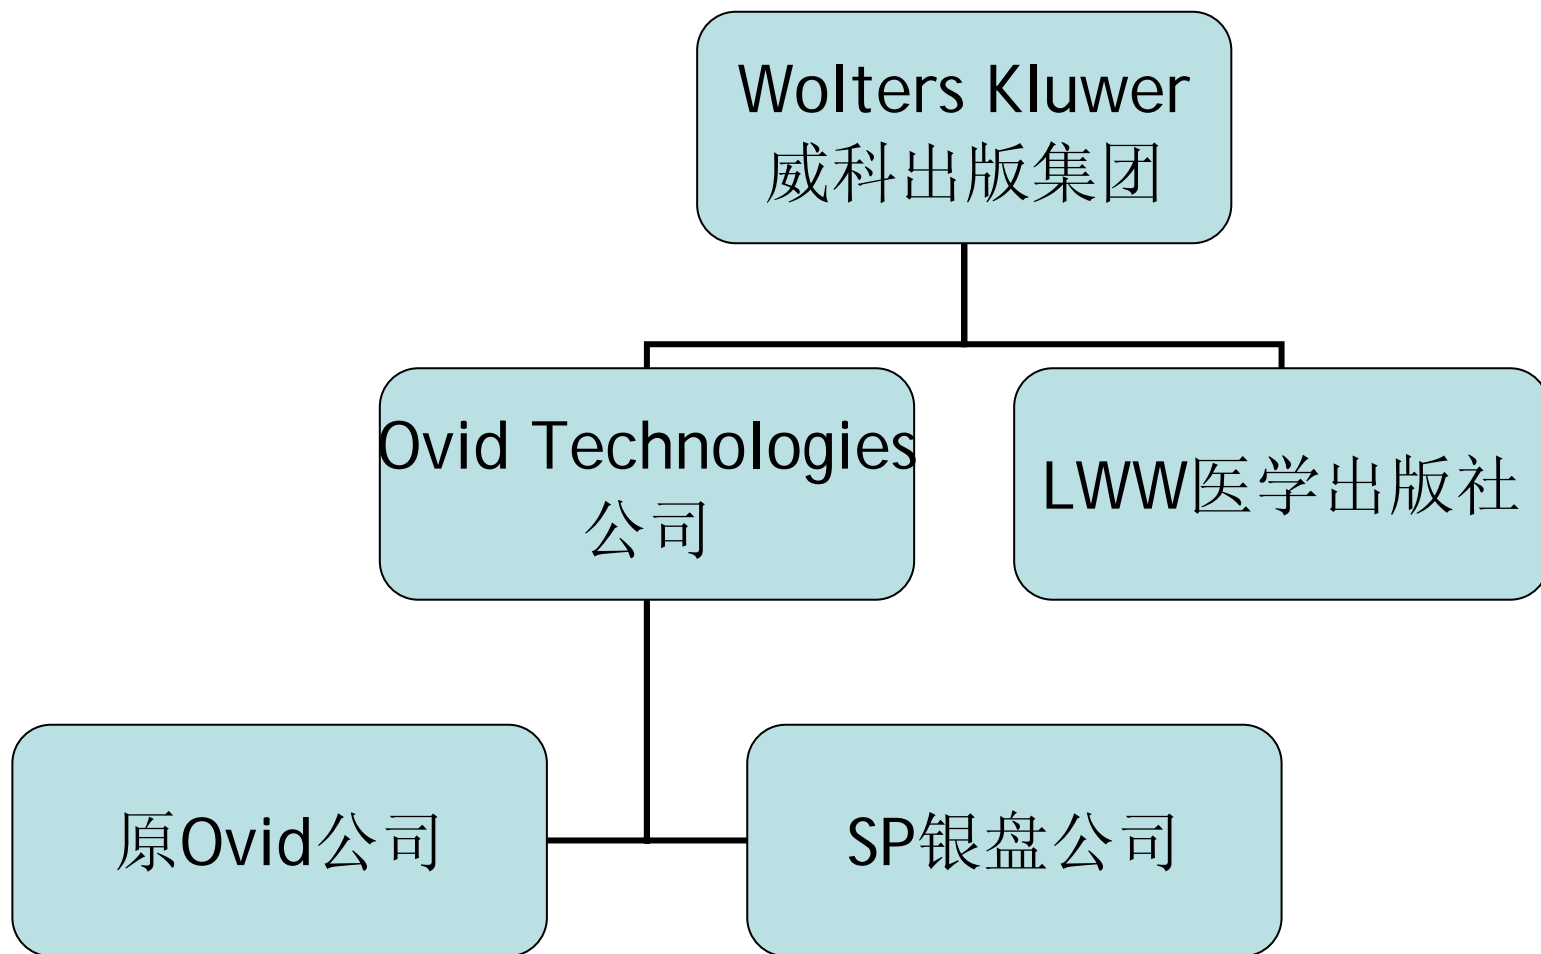 Wolters Kluwer
威科出版集团
Ovid Technologies
公司
LWW医学出版社
原Ovid公司
SP银盘公司